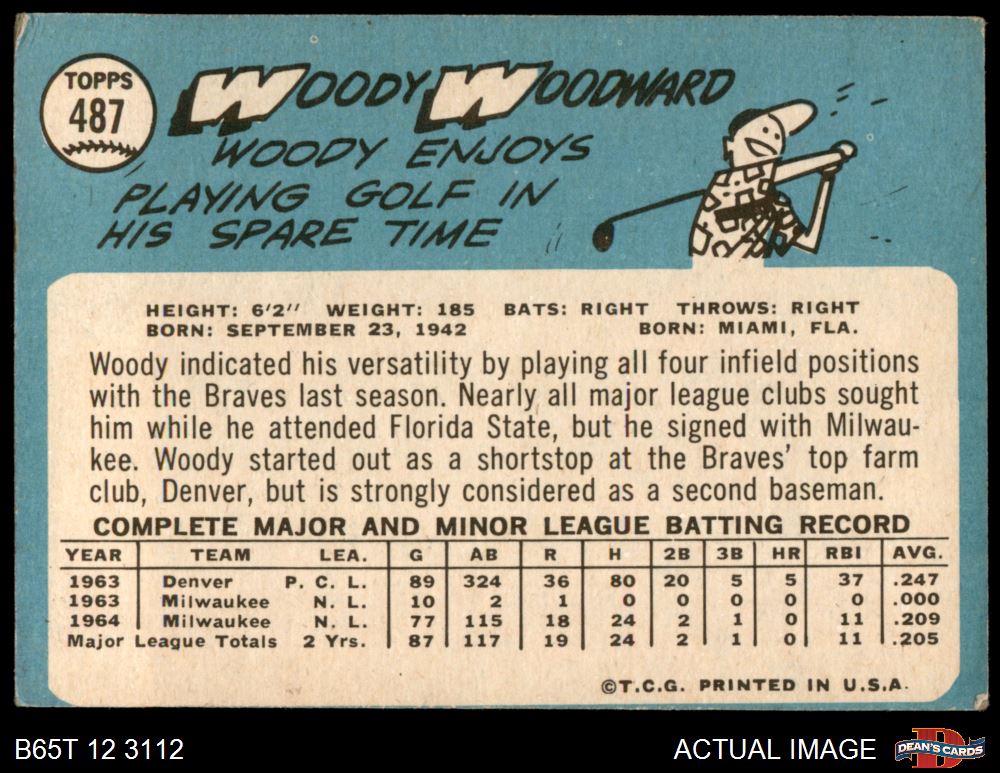 TOPPS
487
WOODY WOODWARD
WOODY ENJOYS
PLAYING GOLF IN
HIS SPARE TIME
HEIGHT: 6'2" WEIGHT: 185 BATS: RIGHT THROWS: RIGHT
BORN: SEPTEMBER 23, 1942 BORN: MIAMI, FLA.
Woody indicated his versatility by playing all four infield positions
with the Braves last season. Nearly all major league clubs sought
him while he attended Florida State, but he signed with Milwau-
kee. Woody started out as a shortstop at the Braves' top farm
club, Denver, but is strongly considered as a second baseman.
COMPLETE MAJOR AND MINOR LEAGUE BATTING RECORD
YEAR TEAM LEA. G AB R H 2B 3B HR RBI AVG.
1963 Denver P. C. L. 89 324 36 80 20 5 5 37 .247
1963 Milwaukee N. L. 10 2 1 0 0 0 0 0 .000
1964 Milwaukee N. L. 77 115 18 24 2 1 0 11 .209
Major League Totals 2 Yrs. 87 117 19 24 2 1 0 11 .205
©T.C.G. PRINTED IN U.S.A.
B65T 12 3112 ACTUAL IMAGE DEAN'S CARDS